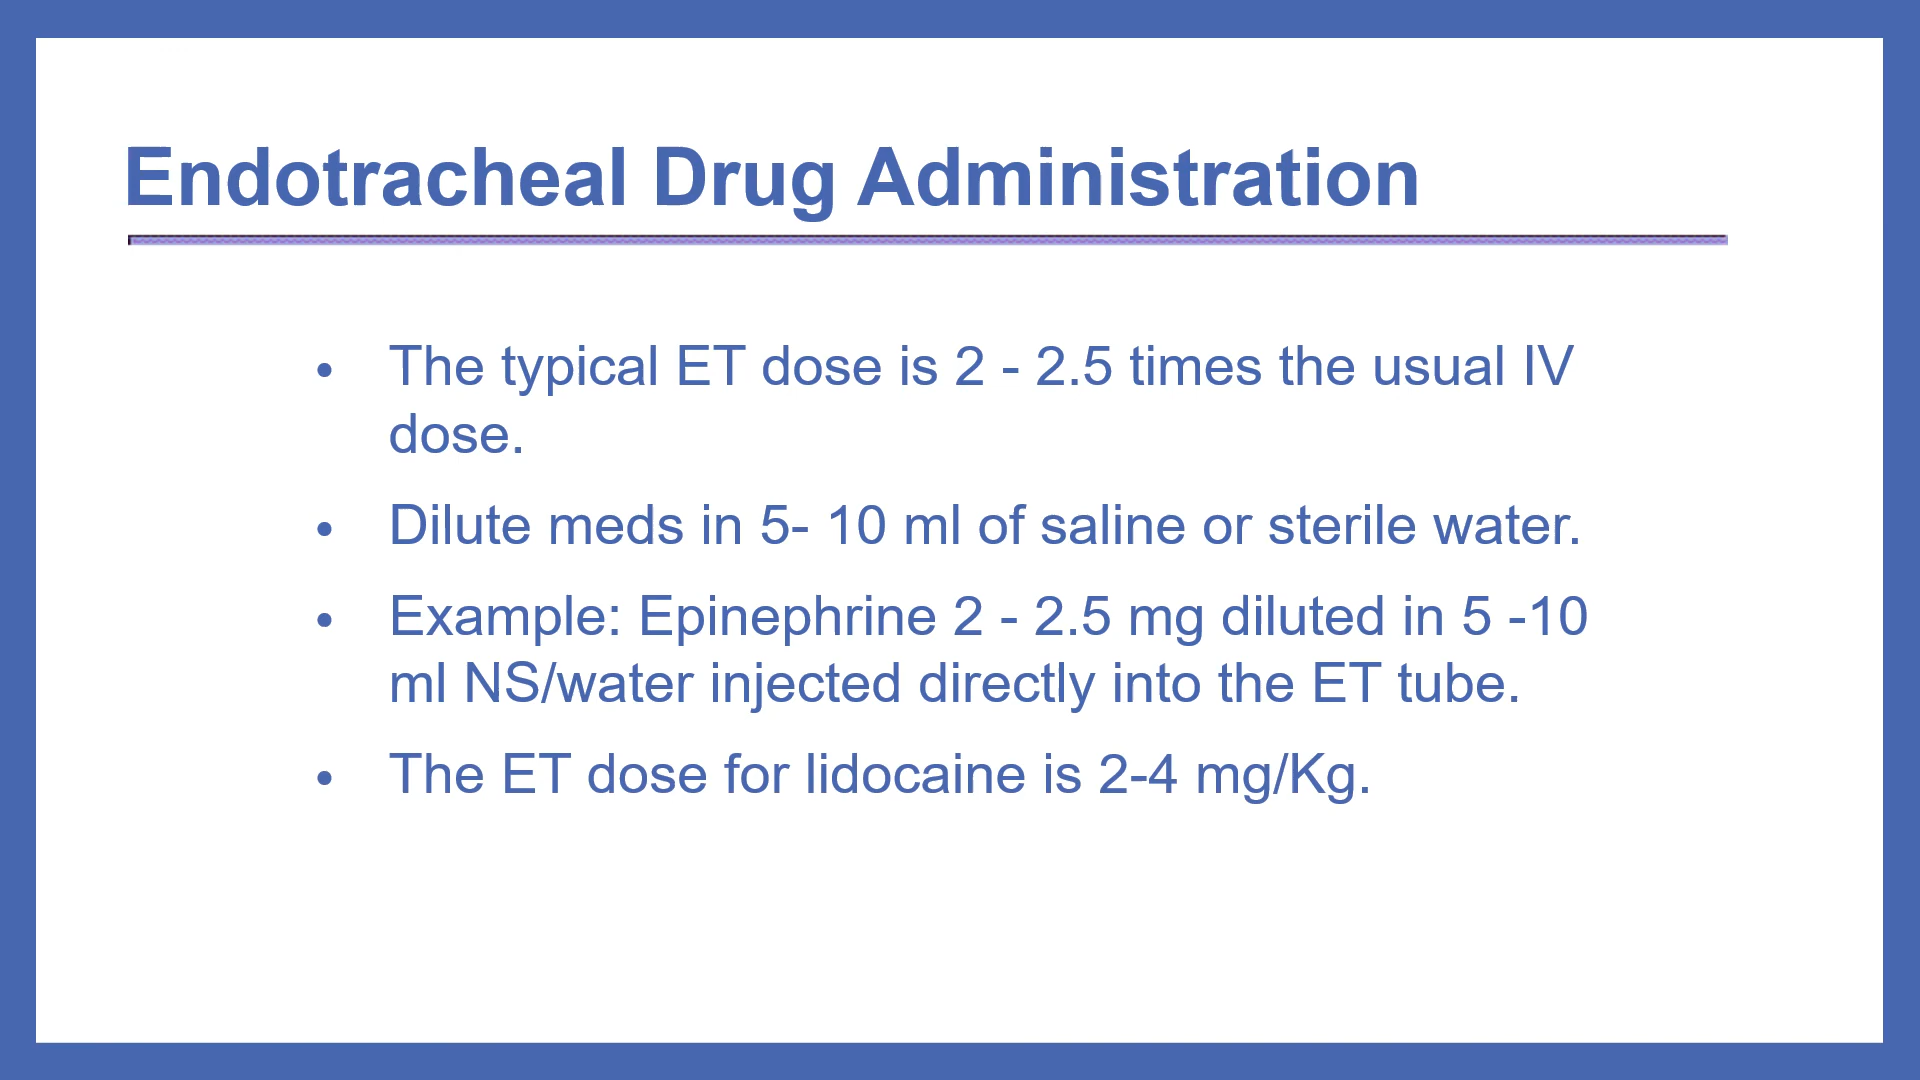 Endotracheal Drug Administration
• The typical ET dose is 2 - 2.5 times the usual IV
dose.
• Dilute meds in 5- 10 ml of saline or sterile water.
• Example: Epinephrine 2 - 2.5 mg diluted in 5 -10
ml NS/water injected directly into the ET tube.
• The ET dose for lidocaine is 2-4 mg/Kg.